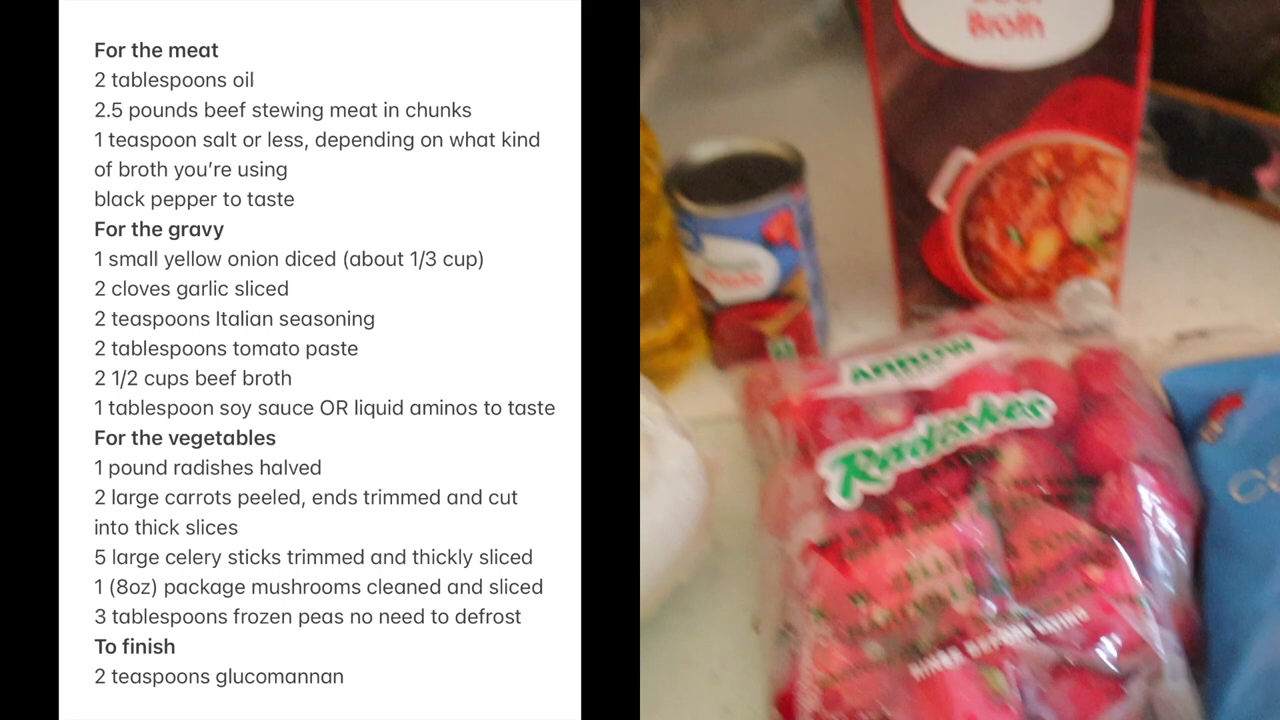 For the meat
2 tablespoons oil
2.5 pounds beef stewing meat in chunks
1 teaspoon salt or less, depending on what kind
of broth you’re using
black pepper to taste
For the gravy
1 small yellow onion diced (about 1/3 cup)
2 cloves garlic sliced
2 teaspoons Italian seasoning
2 tablespoons tomato paste
2 1/2 cups beef broth
1 tablespoon soy sauce OR liquid aminos to taste
For the vegetables
1 pound radishes halved
2 large carrots peeled, ends trimmed and cut
into thick slices
5 large celery sticks trimmed and thickly sliced
1 (8oz) package mushrooms cleaned and sliced
3 tablespoons frozen peas no need to defrost
To finish
2 teaspoons glucomannan
Broth
ARROW
Radishes